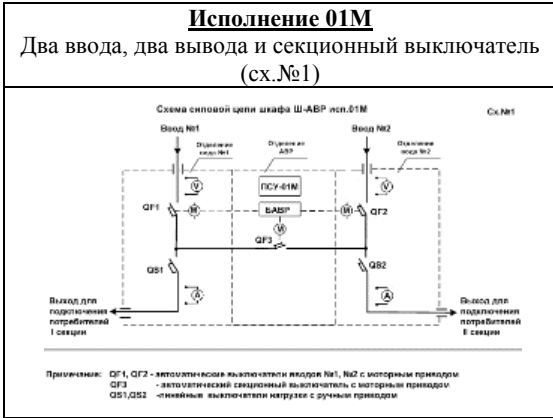 Исполнение 01М
Два ввода, два вывода и секционный выключатель
(сх.№1)
Схема силовой цепи шкафа Ш-АВР исп.01М
Сх.№1
Ввод №1
Ввод №2
Отделение
ввода №1
Отделение
АВР
Отделение
ввода №2
V
ПСУ-01М
V
QF1
М
БАВР
М
QF2
М
QF3
QS1
QS2
А
А
Выход для
подключения
потребителей
I секции
Выход для
подключения
потребителей
II секции
Примечание: QF1, QF2 - автоматические выключатели вводов №1, №2 с моторным приводом
QF3 - автоматический секционный выключатель с моторным приводом
QS1,QS2 -линейные выключатели нагрузки с ручным приводом